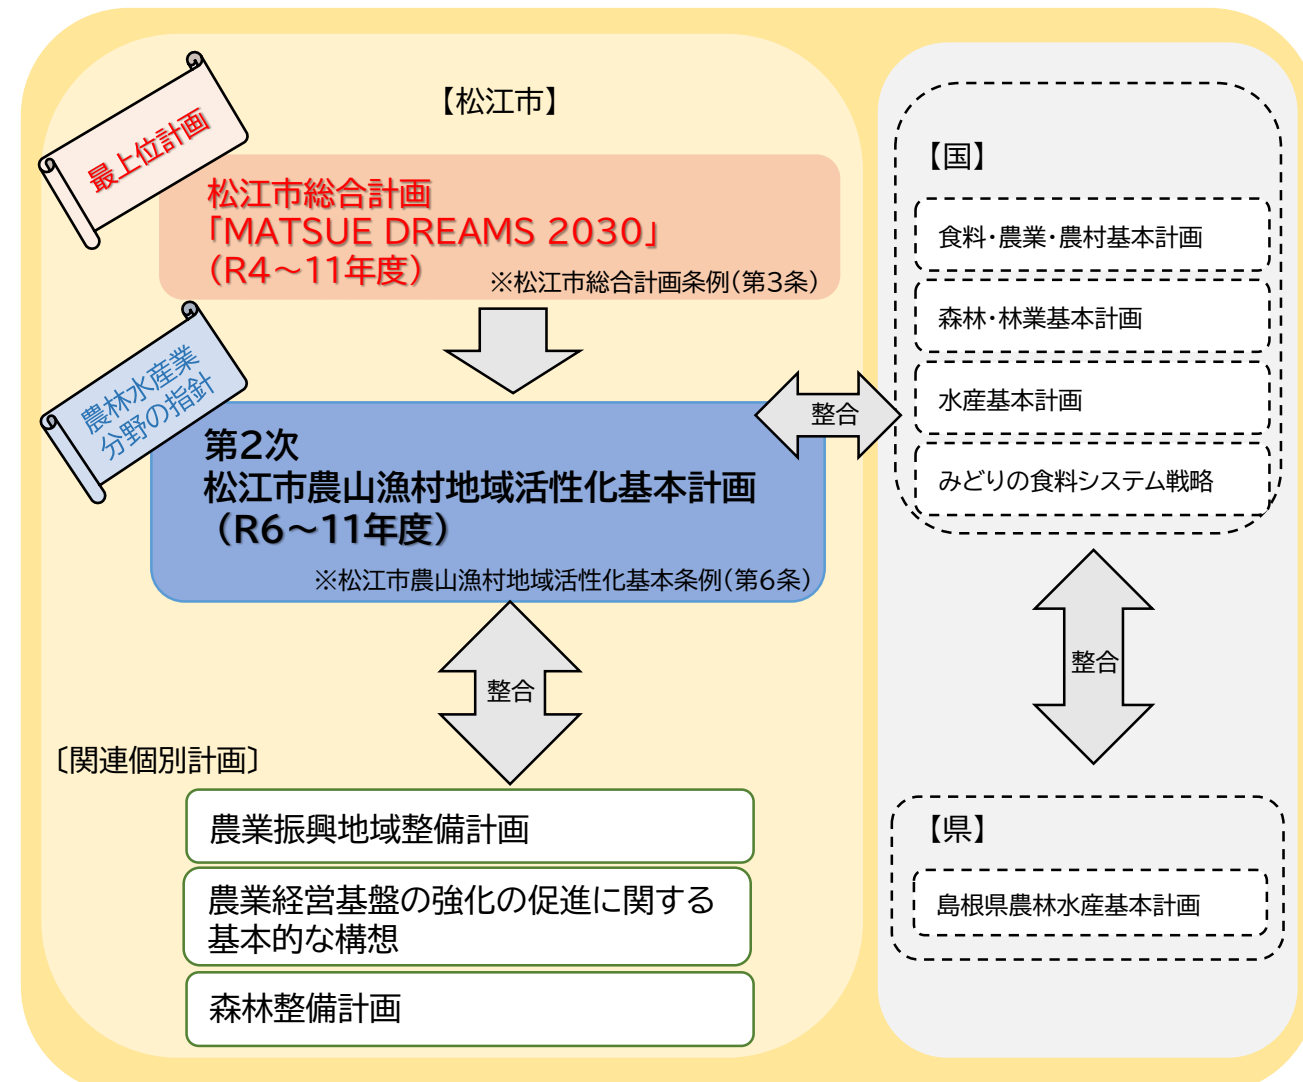 【松江市】
最上位計画
松江市総合計画
「MATSUE DREAMS 2030」
（R4～11年度）
※松江市総合計画条例（第3条）
農林水産業
分野の指針
第2次
松江市農山漁村地域活性化基本計画
（R6～11年度）
※松江市農山漁村地域活性化基本条例（第6条）
整合
整合
〔関連個別計画〕
農業振興地域整備計画
農業経営基盤の強化の促進に関する
基本的な構想
森林整備計画
【国】
食料・農業・農村基本計画
森林・林業基本計画
水産基本計画
みどりの食料システム戦略
整合
【県】
島根県農林水産基本計画